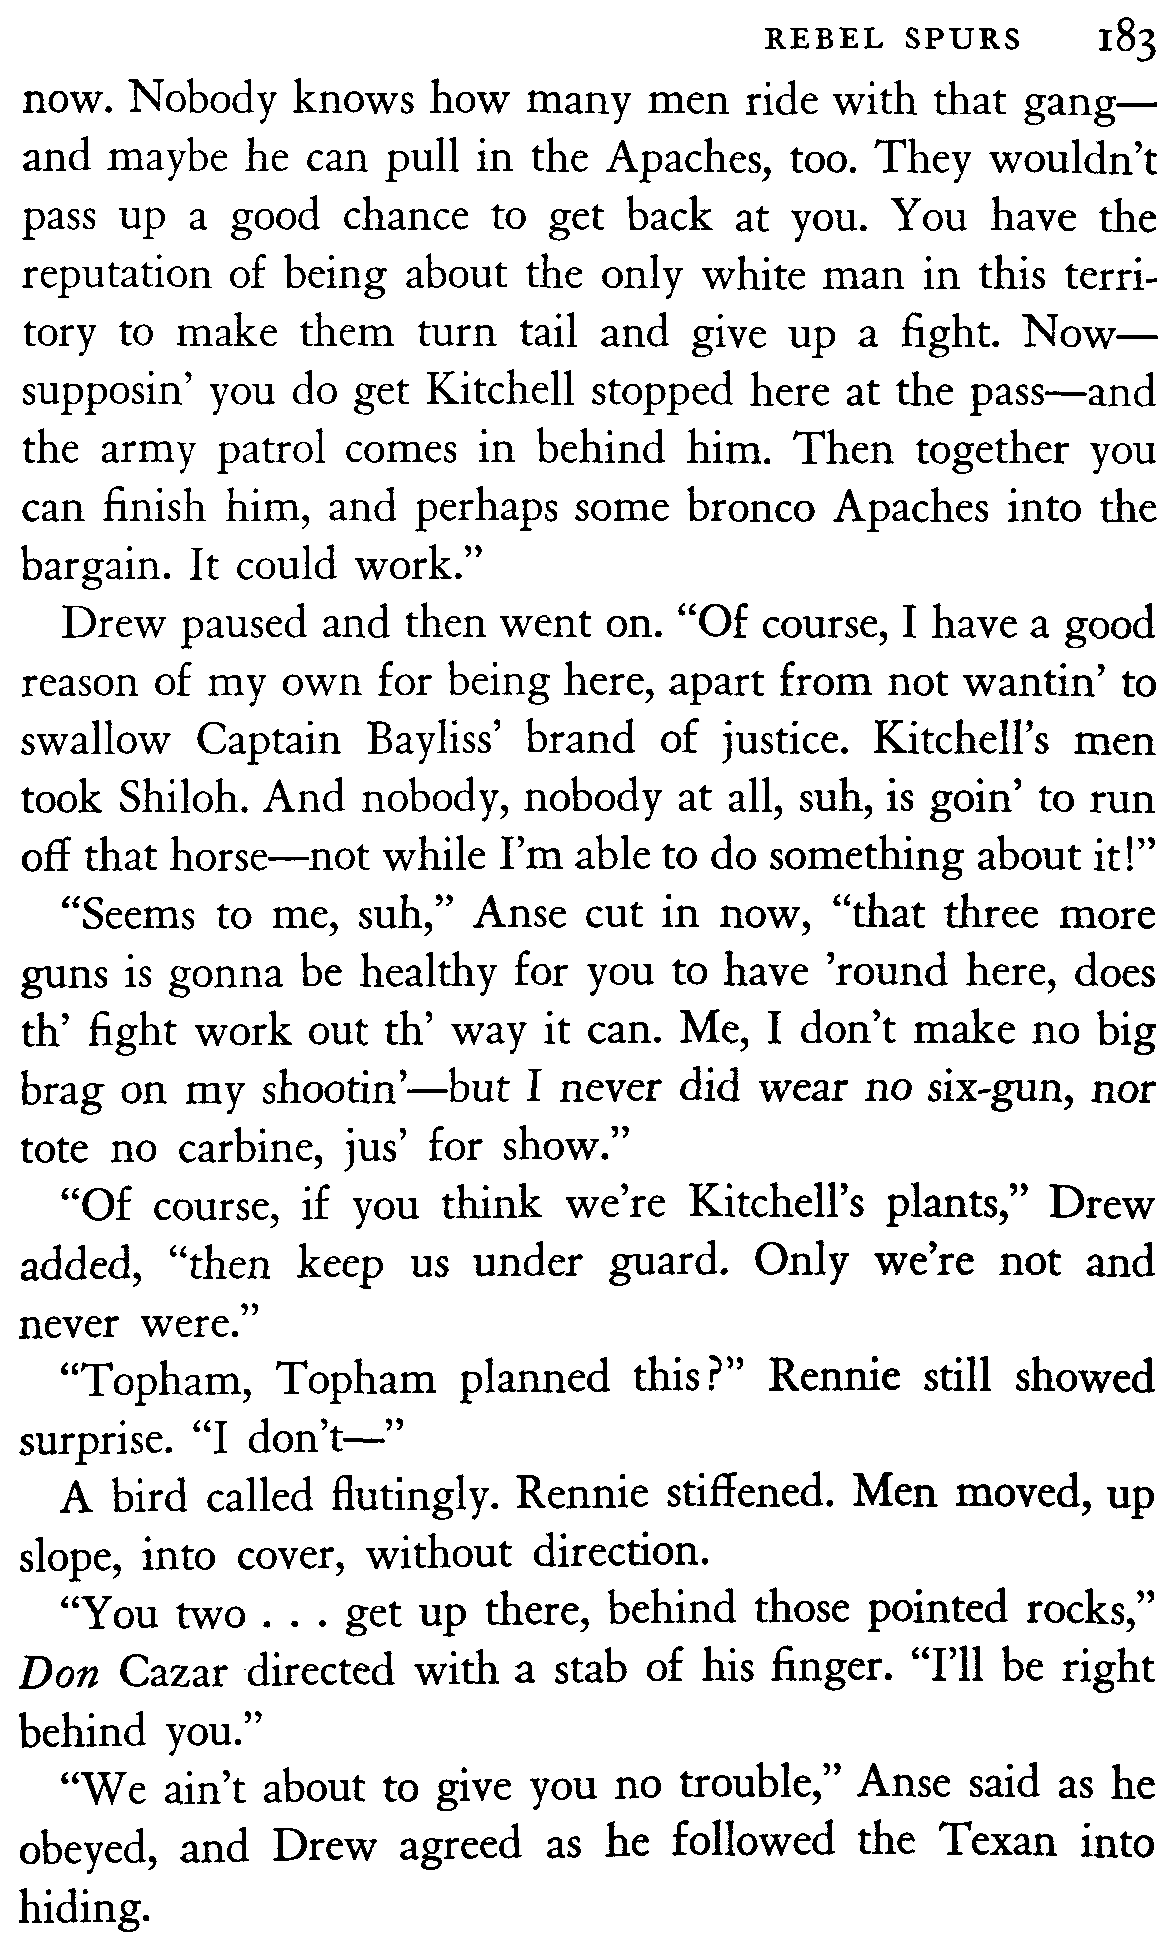 REBEL SPURS 183
now. Nobody knows how many men ride with that gang—
and maybe he can pull in the Apaches, too. They wouldn't
pass up a good chance to get back at you. You have the
reputation of being about the only white man in this terri-
tory to make them turn tail and give up a fight. Now—
supposin' you do get Kitchell stopped here at the pass—and
the army patrol comes in behind him. Then together you
can finish him, and perhaps some bronco Apaches into the
bargain. It could work.”
Drew paused and then went on. “Of course, I have a good
reason of my own for being here, apart from not wantin' to
swallow Captain Bayliss' brand of justice. Kitchell's men
took Shiloh. And nobody, nobody at all, suh, is goin' to run
off that horse—not while I'm able to do something about it!”
“Seems to me, suh,” Anse cut in now, “that three more
guns is gonna be healthy for you to have 'round here, does
th' fight work out th' way it can. Me, I don't make no big
brag on my shootin'—but I never did wear no six-gun, nor
tote no carbine, jus' for show.”
“Of course, if you think we're Kitchell's plants,” Drew
added, “then keep us under guard. Only we're not and
never were.”
“Topham, Topham planned this?” Rennie still showed
surprise. “I don't—”
A bird called flutingly. Rennie stiffened. Men moved, up
slope, into cover, without direction.
“You two . . . get up there, behind those pointed rocks,”
Don Cazar directed with a stab of his finger. “I'll be right
behind you.”
“We ain't about to give you no trouble,” Anse said as he
obeyed, and Drew agreed as he followed the Texan into
hiding.